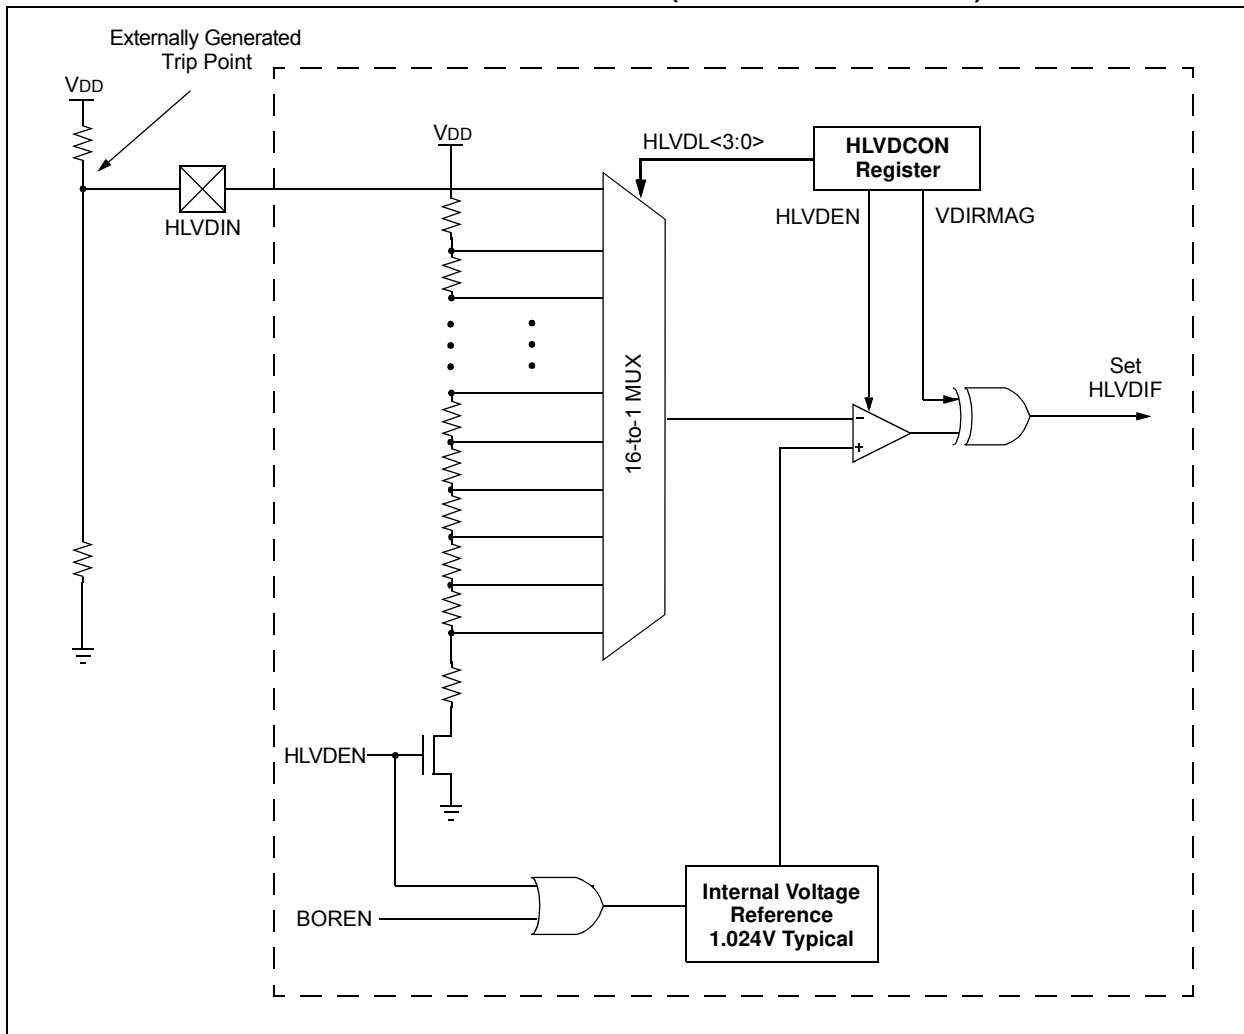 Externally Generated
Trip Point
VDD
VDD
HLVDL<3:0>
HLVDCON
Register
HLVDEN
VDIRMAG
HLVDIN
16-to-1 MUX
Set
HLVDIF
–
+
HLVDEN
BOREN
Internal Voltage
Reference
1.024V Typical